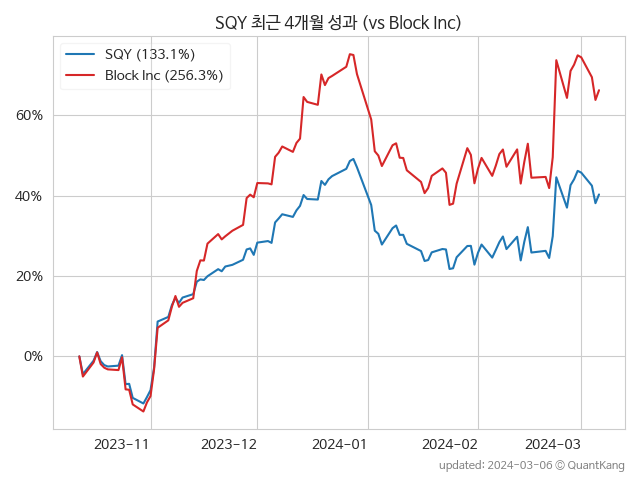 SQY 최근 4개월 성과 (vs Block Inc)
SQY (133.1%)
Block Inc (256.3%)
60%
40%
20%
0%
2023-11 2023-12 2024-01 2024-02 2024-03
updated: 2024-03-06 © QuantKang